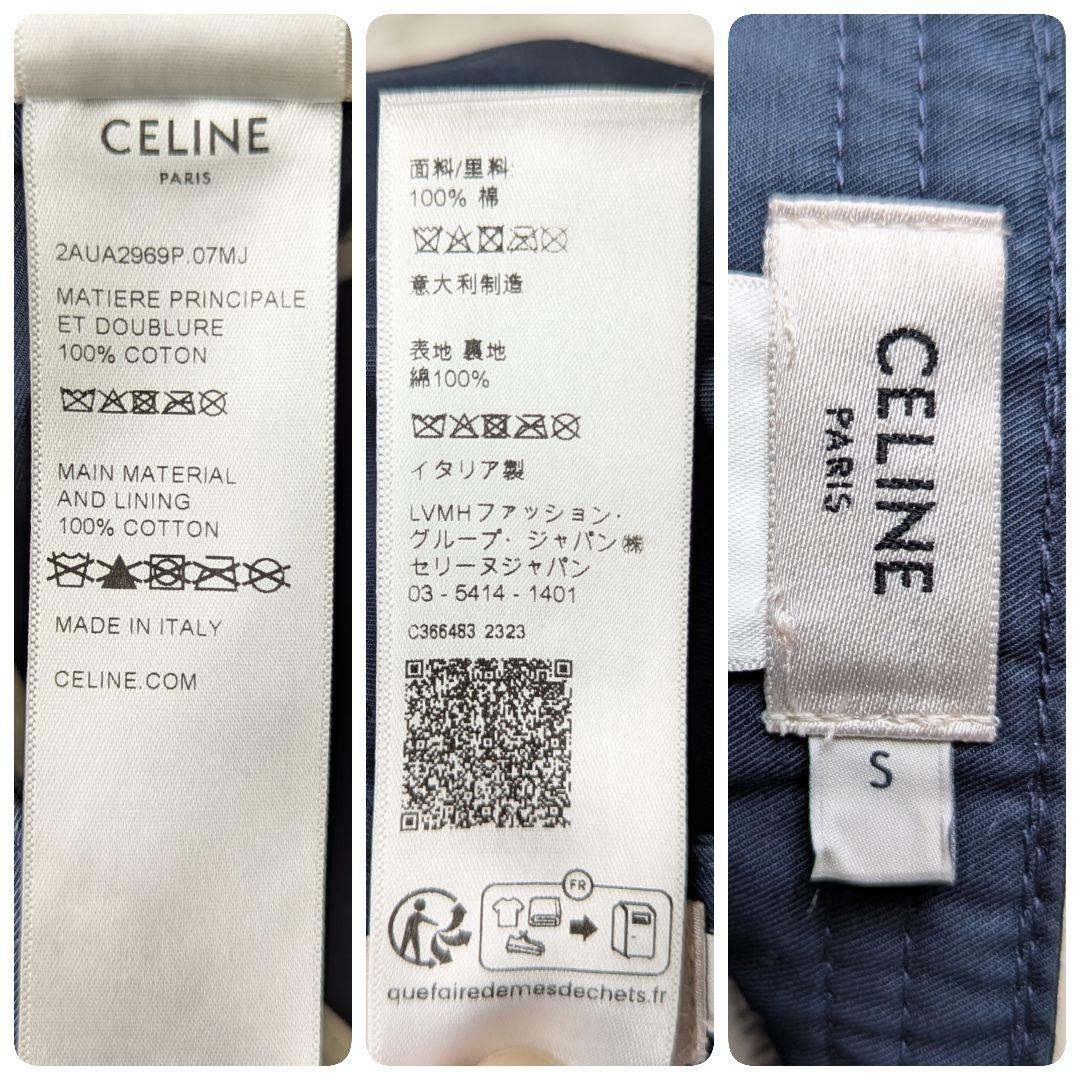 CELINE
PARIS
2AUA2969P.07MJ
MATIERE PRINCIPALE
ET DOUBLURE
100% COTON
MAIN MATERIAL
AND LINING
100% COTTON
MADE IN ITALY
CELINE.COM
面料/里料
100% 棉
意大利制造
表地 裏地
綿100%
イタリア製
LVMHファッション・
グループ・ジャパン㈱
セリーヌジャパン
03 - 5414 - 1401
C366483 2323
FR
quefairedemesdechets.fr
CELINE
PARIS
S